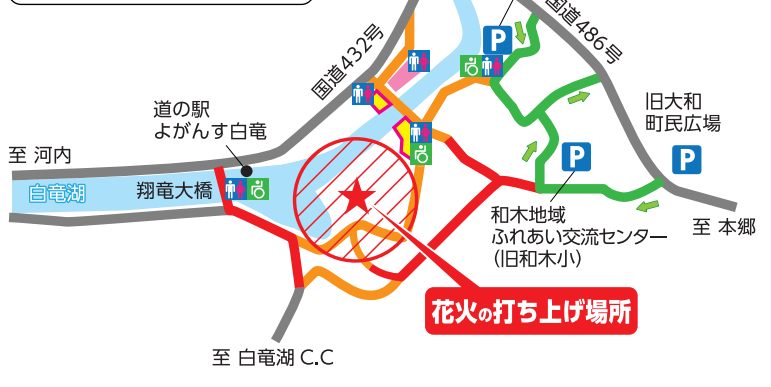 国道432号
国道486号
P
道の駅
よがんす白竜
旧大和
町民広場
至 河内
P
P
白竜湖
翔竜大橋
和木地域
ふれあい交流センター
(旧和木小)
至 本郷
花火の打ち上げ場所
至 白竜湖 C.C